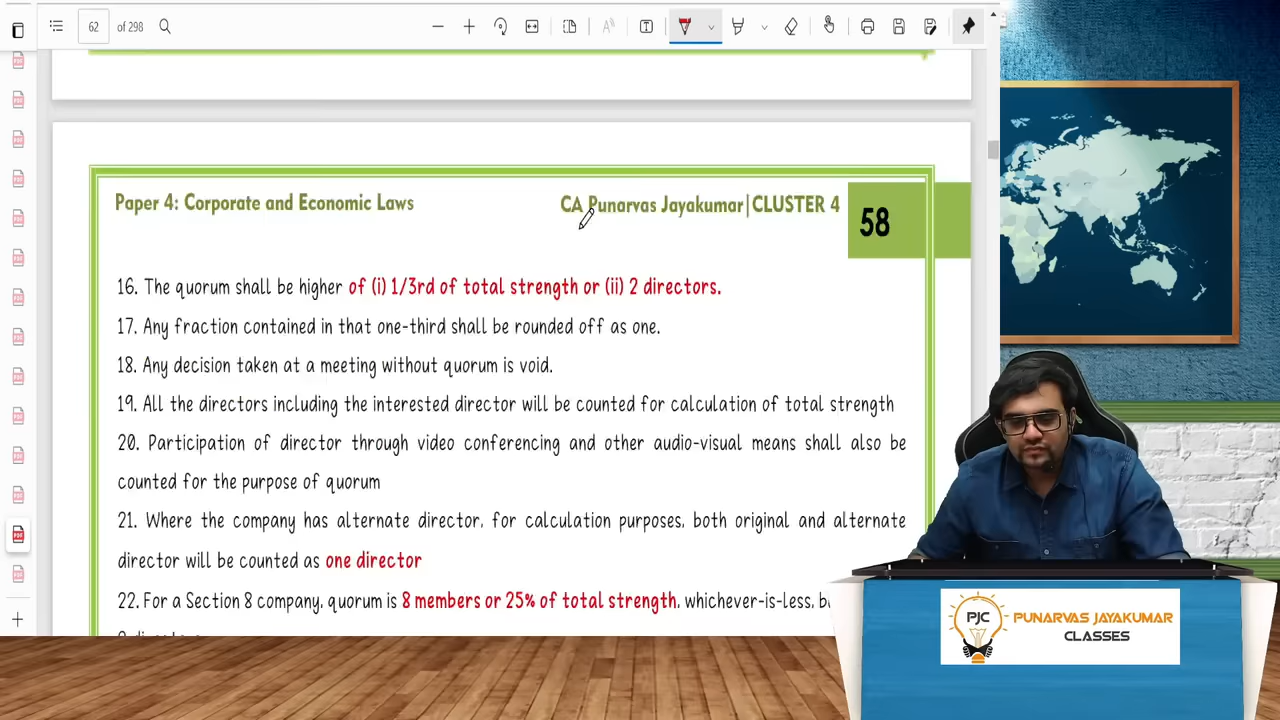 62 of 298
Paper 4: Corporate and Economic Laws
CA Punarvas Jayakumar|CLUSTER 4
58
16. The quorum shall be higher of (i) 1/3rd of total strength or (ii) 2 directors.
17. Any fraction contained in that one-third shall be rounded off as one.
18. Any decision taken at a meeting without quorum is void.
19. All the directors including the interested director will be counted for calculation of total strength
20. Participation of director through video conferencing and other audio-visual means shall also be
counted for the purpose of quorum
21. Where the company has alternate director, for calculation purposes, both original and alternate
director will be counted as one director
22. For a Section 8 company, quorum is 8 members or 25% of total strength, whichever-is-less,
PJC
PUNARVAS JAYAKUMAR
CLASSES